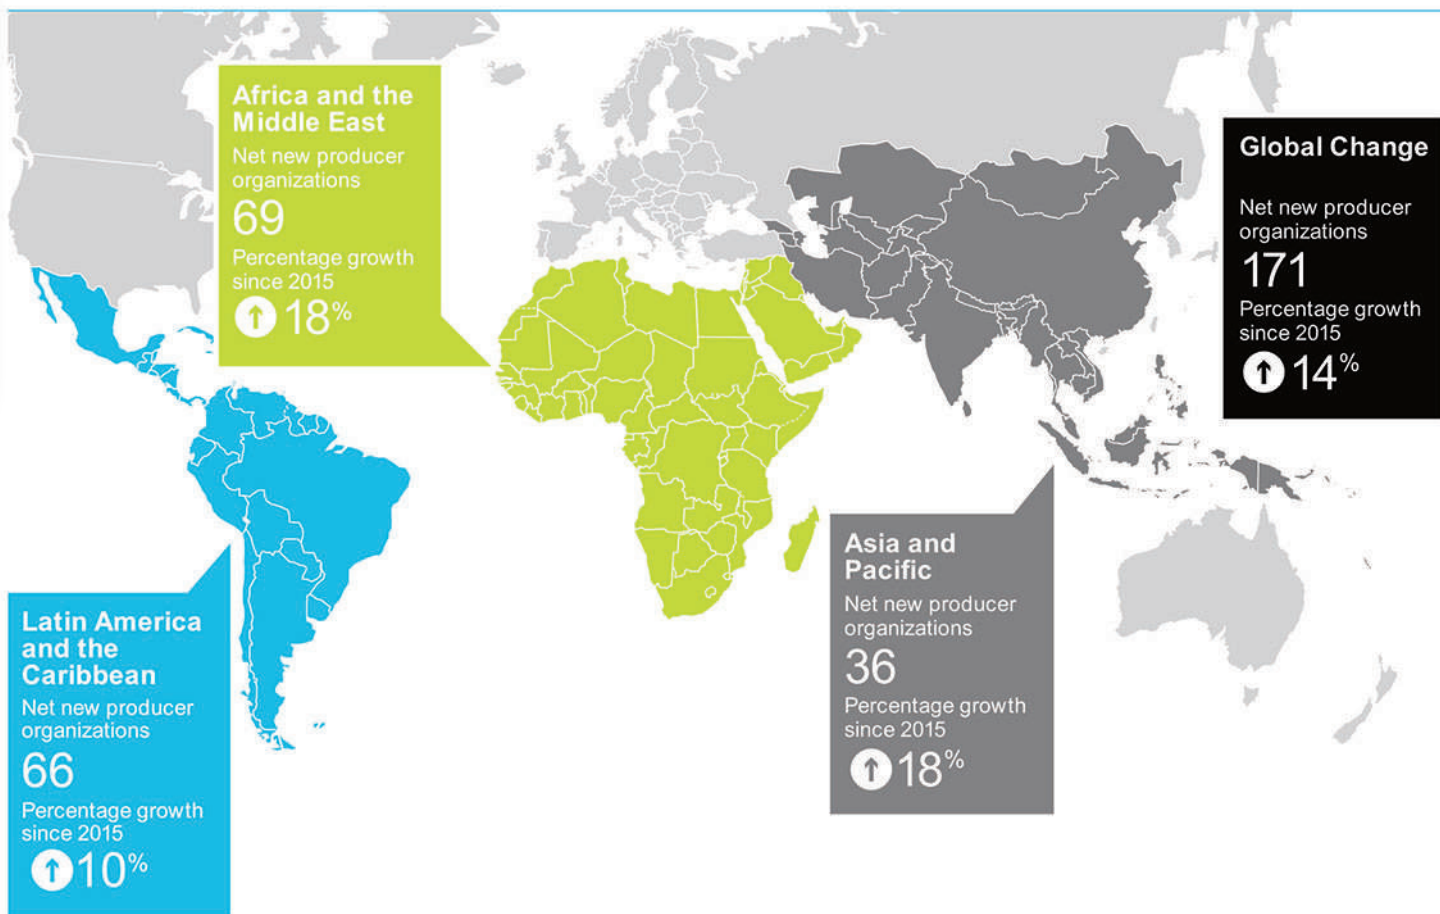 Africa and the
Middle East
Net new producer
organizations
69
Percentage growth
since 2015
18%
Global Change
Net new producer
organizations
171
Percentage growth
since 2015
14%
Latin America
and the
Caribbean
Net new producer
organizations
66
Percentage growth
since 2015
10%
Asia and
Pacific
Net new producer
organizations
36
Percentage growth
since 2015
18%